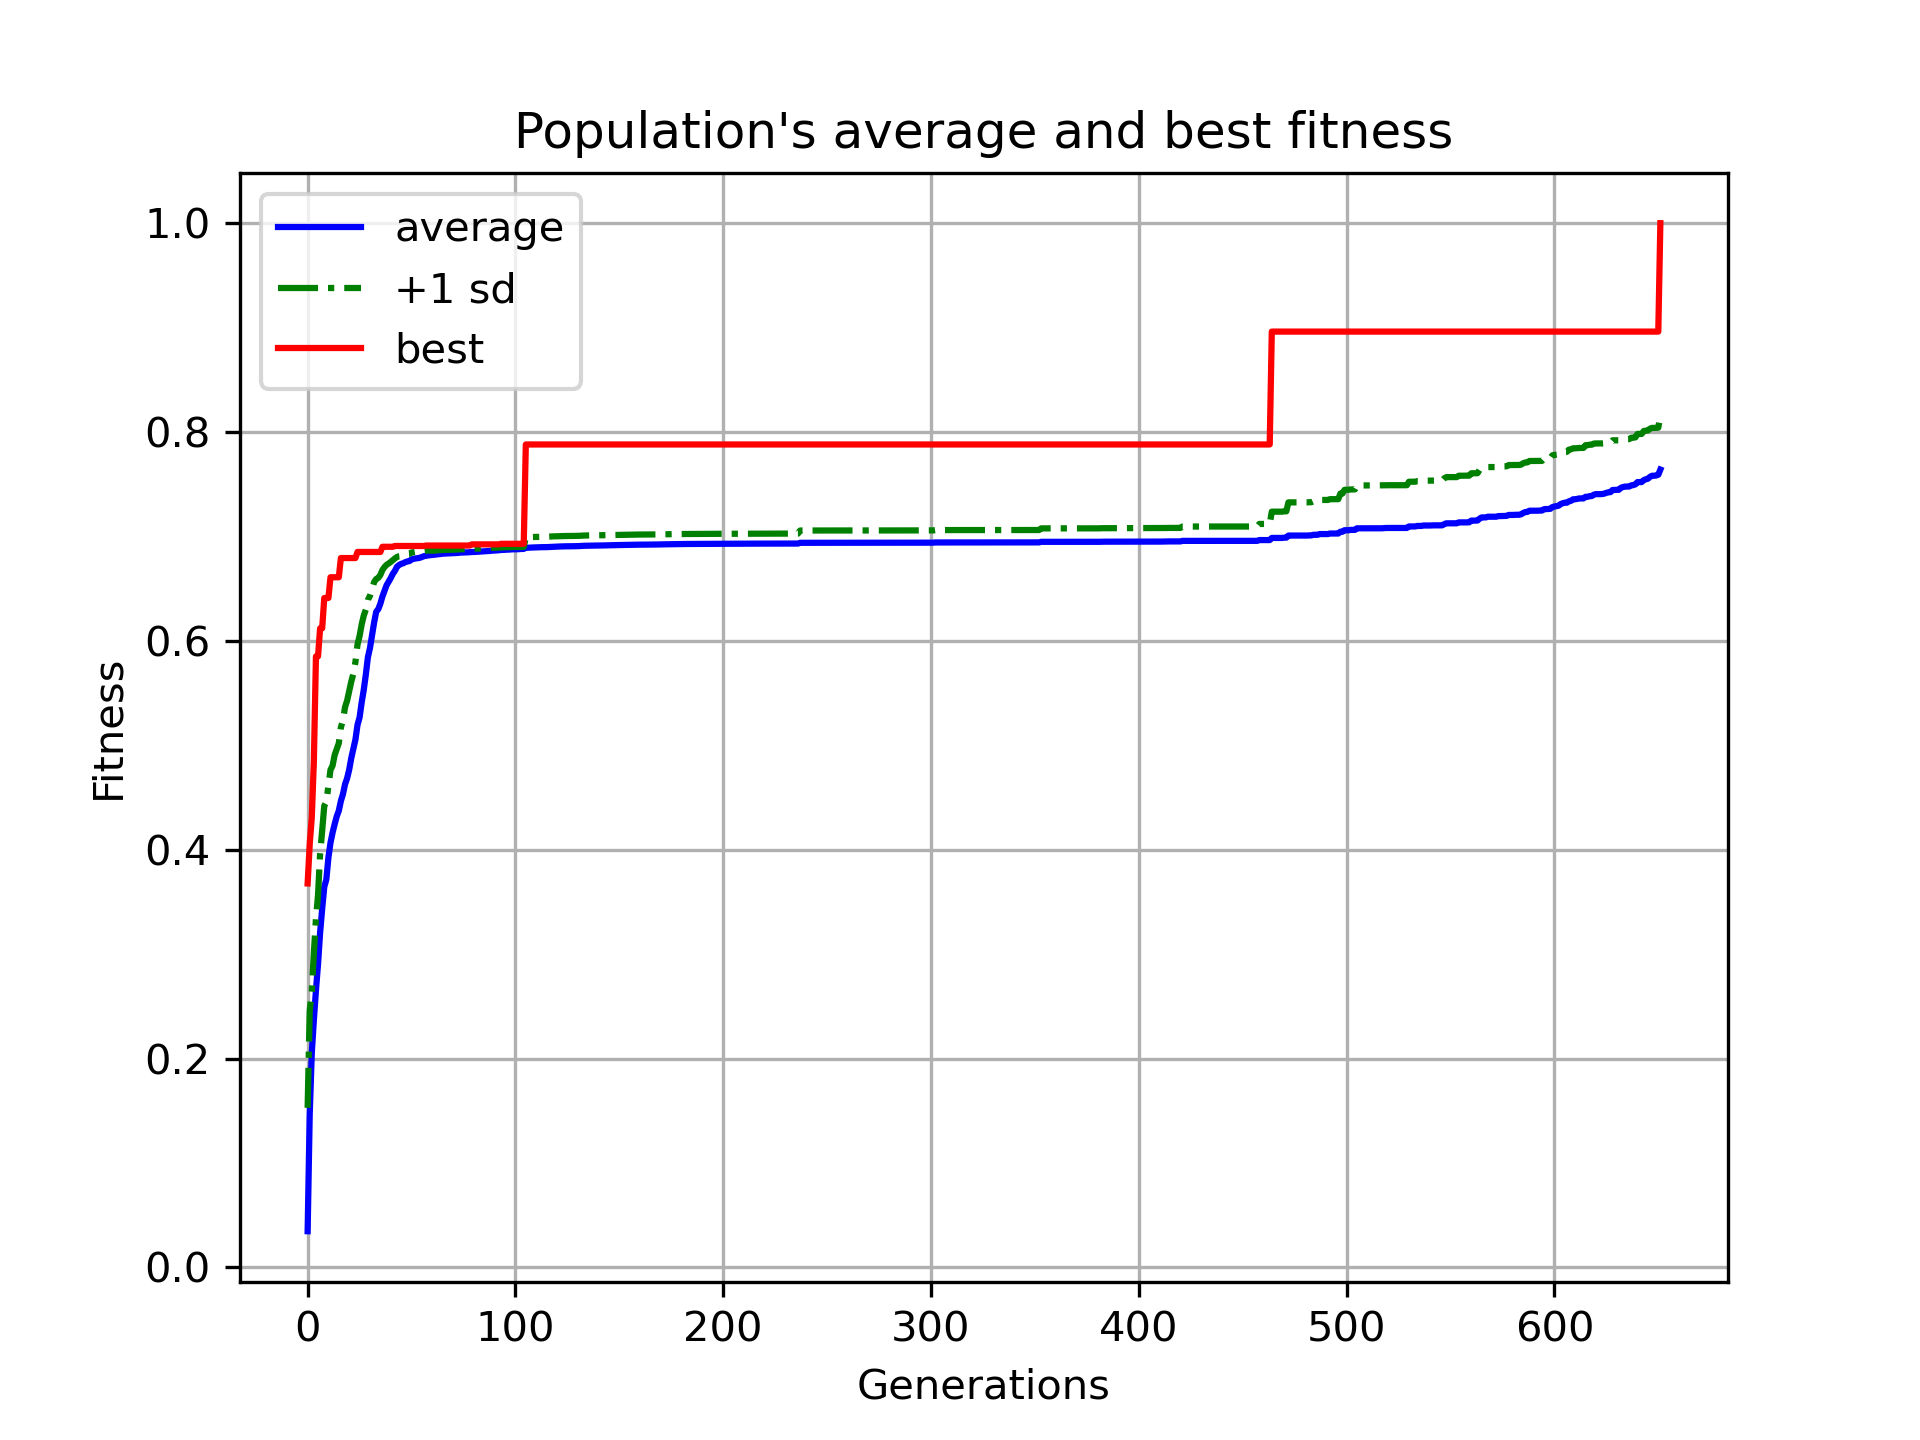 Population's average and best fitness
average
+1 sd
best
1.0
0.8
0.6
0.4
0.2
0.0
Fitness
0 100 200 300 400 500 600
Generations